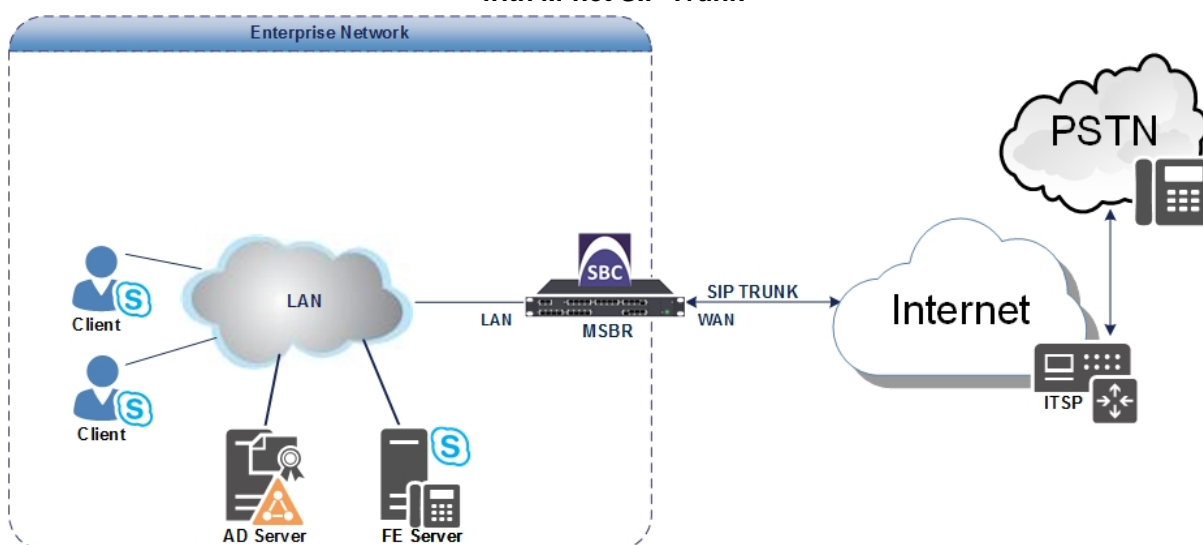 Enterprise Network
PSTN
SBC
LAN
SIP TRUNK
Internet
LAN
WAN
MSBR
Client
S
ITSP
Client
S
S
AD Server
FE Server